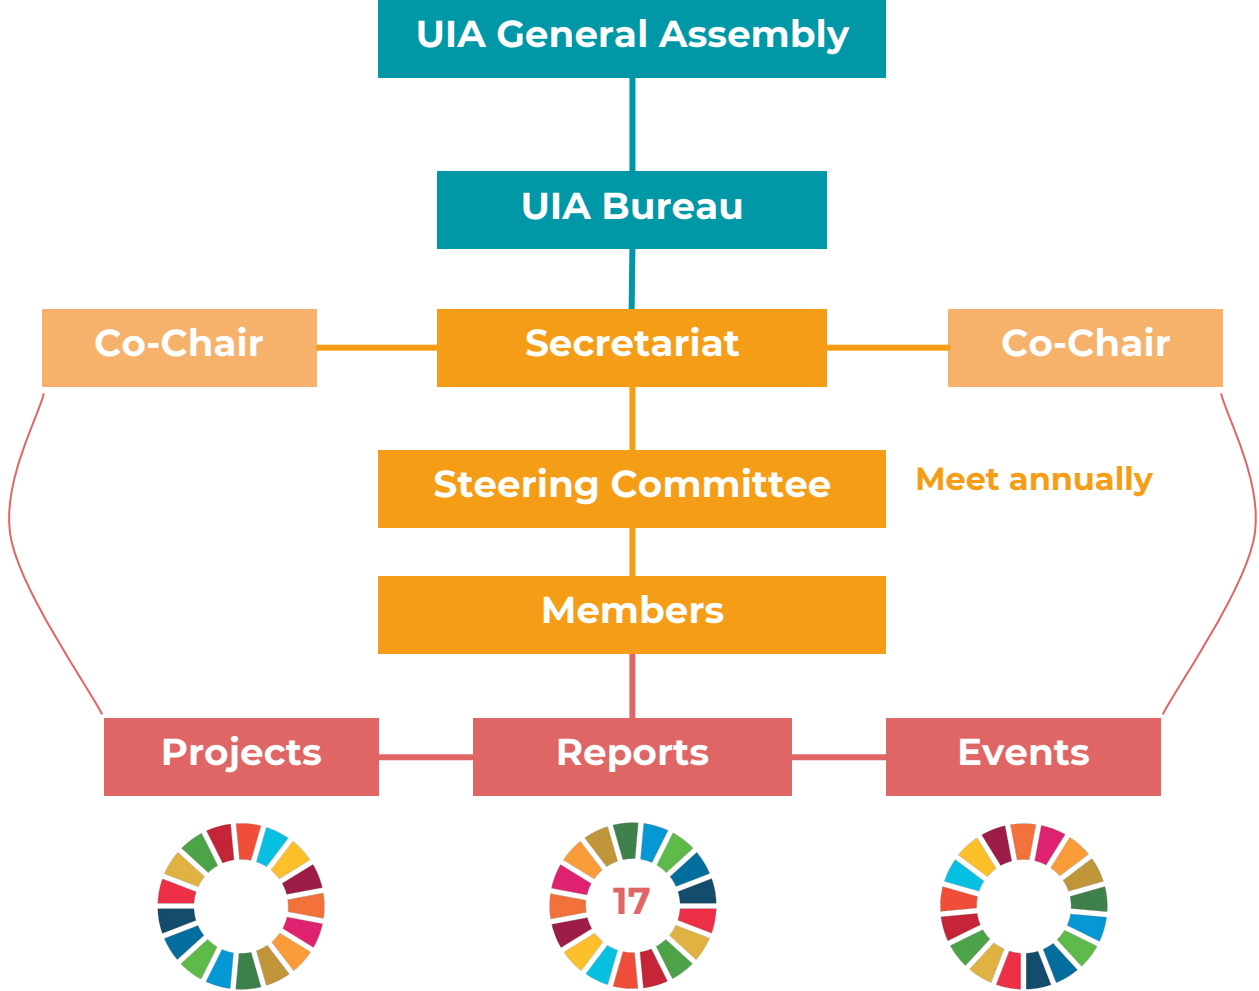 UIA General Assembly
UIA Bureau
Co-Chair
Secretariat
Co-Chair
Steering Committee
Meet annually
Members
Projects
Reports
Events
17